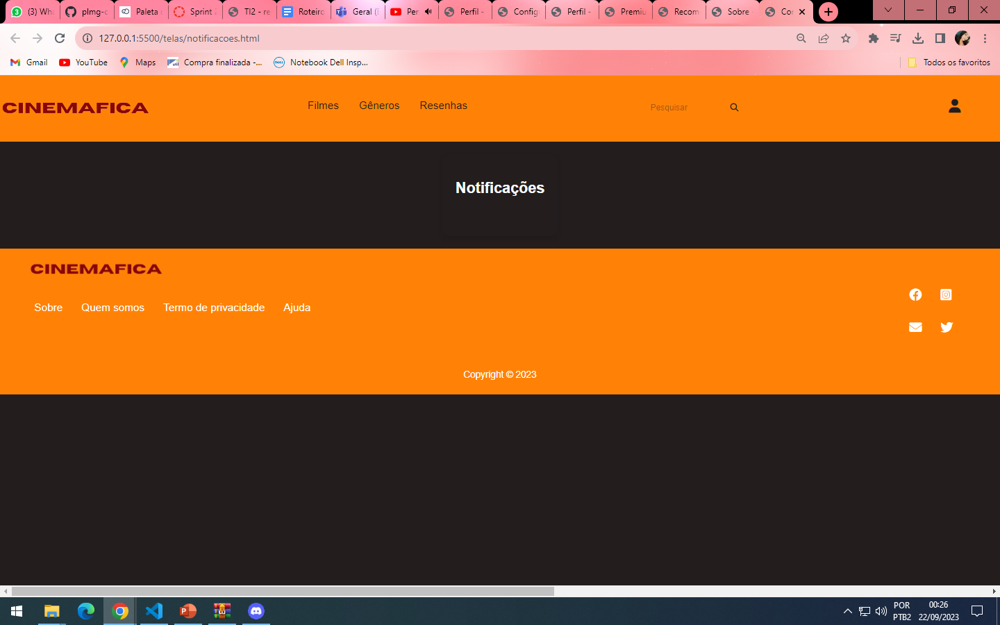 (3) Wha
plmg-c
Paleta
Sprint 2
TI2 - re
Roteiro
Geral (E
Per
Perfil -
Config
Perfil -
Premiu
Recom
Sobre -
Cor
127.0.0.1:5500/telas/notificacoes.html
Gmail
YouTube
Maps
Compra finalizada -...
Notebook Dell Insp...
Todos os favoritos
CINEMAFICA
Filmes
Gêneros
Resenhas
Pesquisar
Notificações
CINEMAFICA
Sobre
Quem somos
Termo de privacidade
Ajuda
Copyright © 2023
POR
PTB2
00:26
22/09/2023